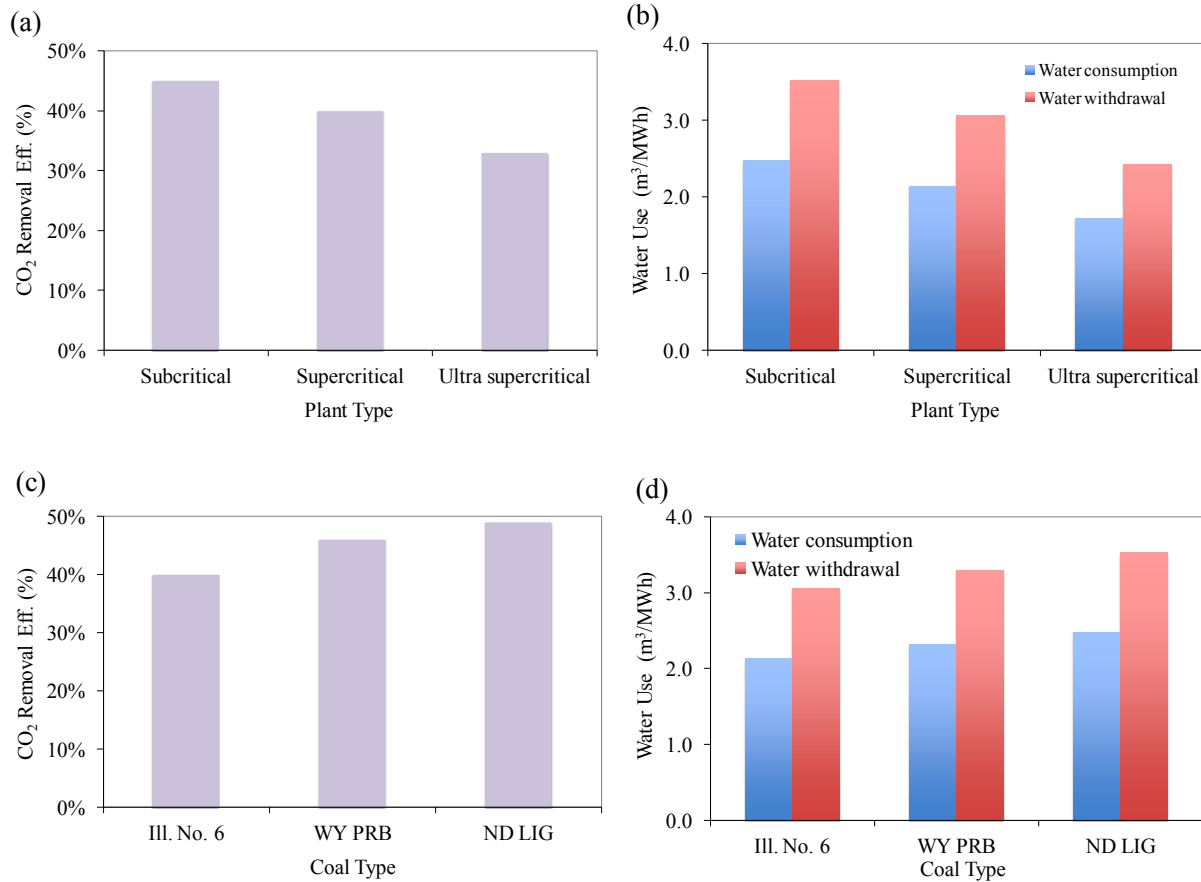 (a)
CO₂ Removal Eff. (%)
50%
40%
30%
20%
10%
0%
Subcritical Supercritical Ultra supercritical
Plant Type
(b)
Water Use (m³/MWh)
4.0
3.0
2.0
1.0
0.0
Water consumption
Water withdrawal
Subcritical Supercritical Ultra supercritical
Plant Type
(c)
CO₂ Removal Eff. (%)
50%
40%
30%
20%
10%
0%
Ill. No. 6 WY PRB ND LIG
Coal Type
(d)
Water Use (m³/MWh)
4.0
3.0
2.0
1.0
0.0
Water consumption
Water withdrawal
Ill. No. 6 WY PRB ND LIG
Coal Type